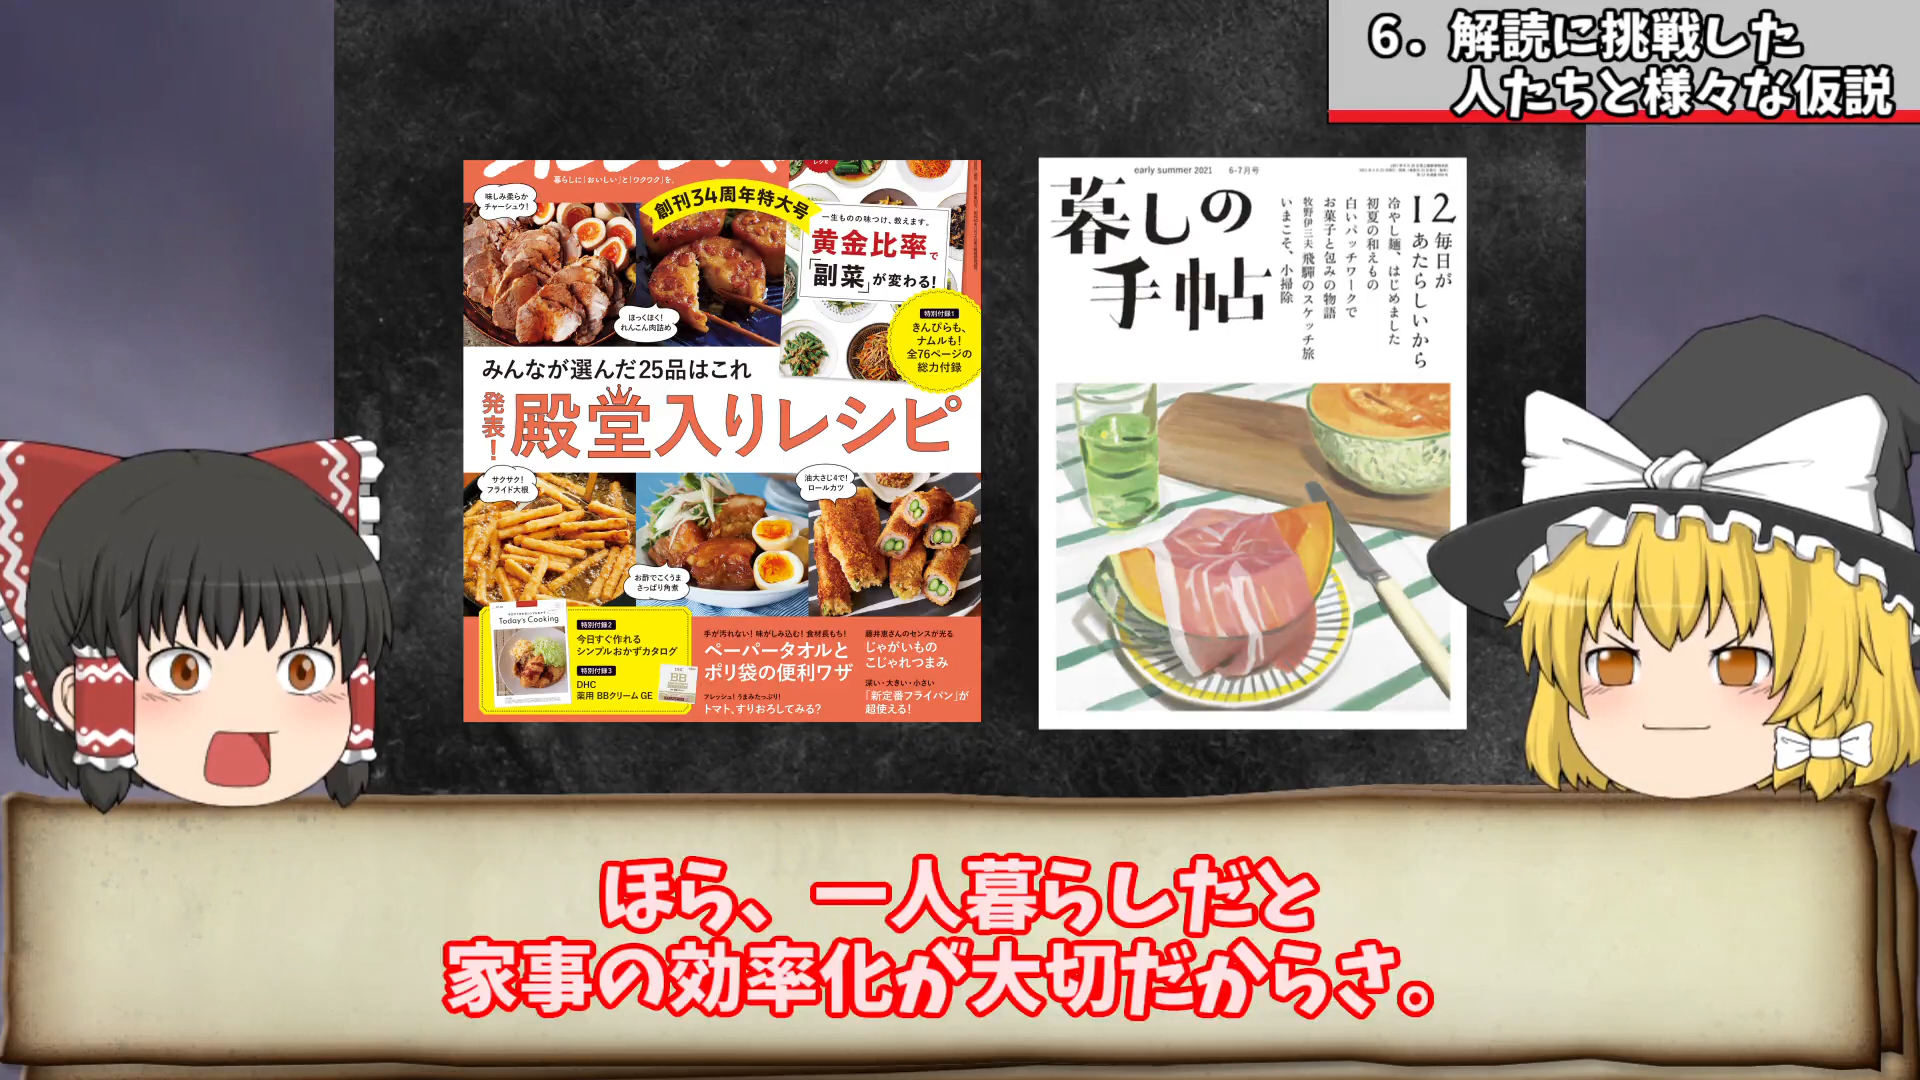 6．解読に挑戦した
人たちと様々な仮説
暮らしに「おいしい」と「ワクワク」を。
味しみ柔らか
チャーシュウ!
創刊34周年特大号
レシピ
一生ものの味つけ、教えます。
黄金比率で
「副菜」が変わる!
ほっくほく!
れんこん肉詰め
特別付録1
きんぴらも、
ナムルも!
全76ページの
総力付録
みんなが選んだ25品はこれ
発表!
殿堂入りレシピ
サクサク!
フライド大根
油大さじ4で!
ロールカツ
お酢でこくうま
さっぱり角煮
Today's Cooking
特別付録2
今日すぐ作れる
シンプルおかずカタログ
特別付録3
DHC
薬用 BBクリーム GE
BB
手が汚れない! 味がしみ込む! 食材長もち!
ペーパータオルと
ポリ袋の便利ワザ
フレッシュ! うまみたっぷり!
トマト、すりおろしてみる?
藤井恵さんのセンスが光る
じゃがいもの
こじゃれつまみ
深い・大きい・小さい
「新定番フライパン」が
超使える!
early summer 2021 6-7月号
暮しの
手帖
12
毎日が
あたらしいから
冷やし麺、はじめました
初夏の和えもの
白いパッチワークで
お菓子と包みの物語
牧野伊三夫 飛騨のスケッチ旅
いまこそ、小掃除
ほら、一人暮らしだと
家事の効率化が大切だからさ。